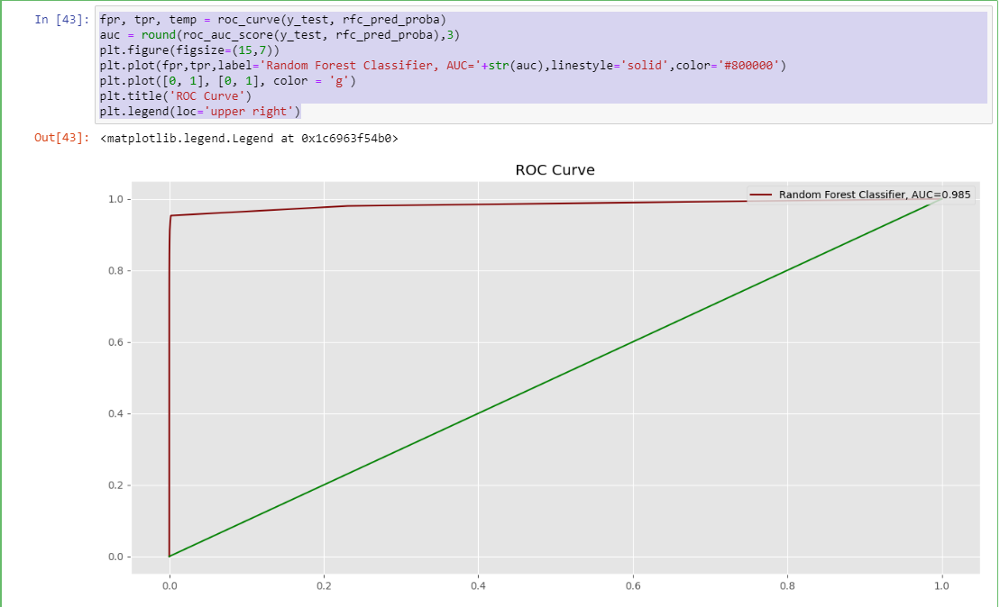 In [43]: fpr, tpr, temp = roc_curve(y_test, rfc_pred_proba)
auc = round(roc_auc_score(y_test, rfc_pred_proba),3)
plt.figure(figsize=(15,7))
plt.plot(fpr,tpr,label='Random Forest Classifier, AUC='+str(auc),linestyle='solid',color='#800000')
plt.plot([0, 1], [0, 1], color = 'g')
plt.title('ROC Curve')
plt.legend(loc='upper right')
Out[43]: <matplotlib.legend.Legend at 0x1c6963f54b0>
ROC Curve
Random Forest Classifier, AUC=0.985
1.0
0.8
0.6
0.4
0.2
0.0
0.0 0.2 0.4 0.6 0.8 1.0